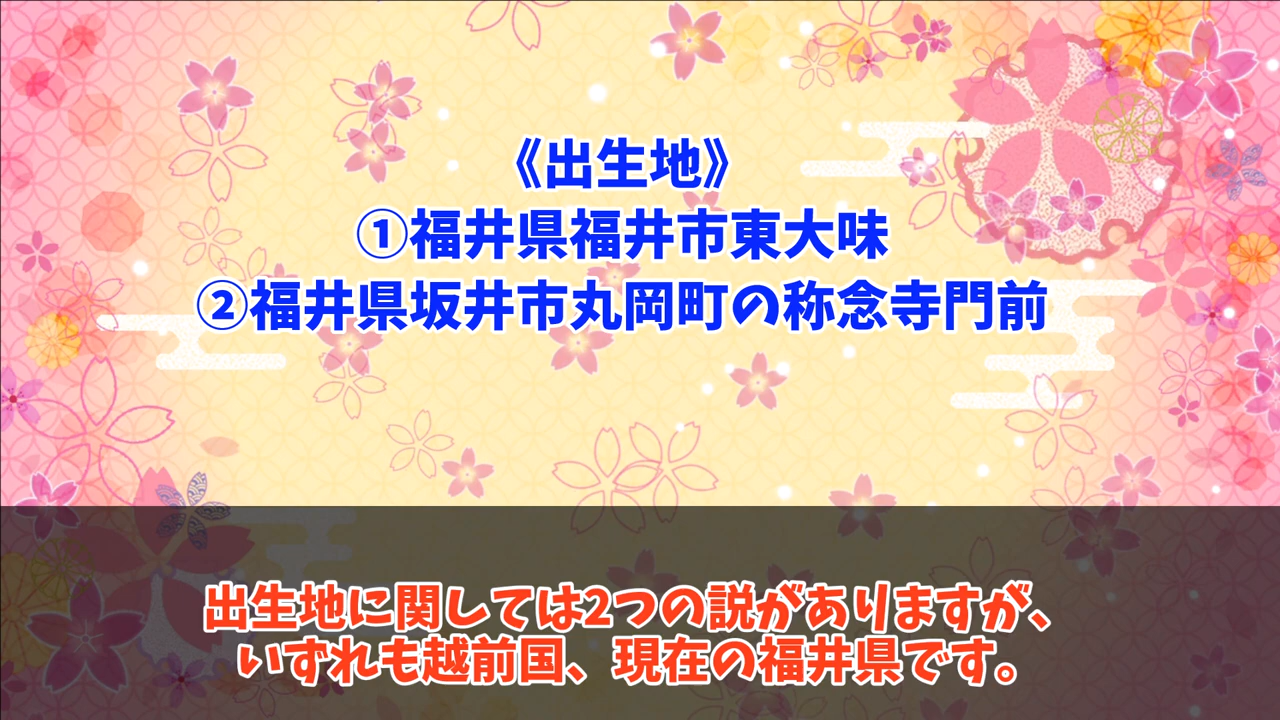 《出生地》
①福井県福井市東大味
②福井県坂井市丸岡町の称念寺門前
出生地に関しては2つの説がありますが、
いずれも越前国、現在の福井県です。